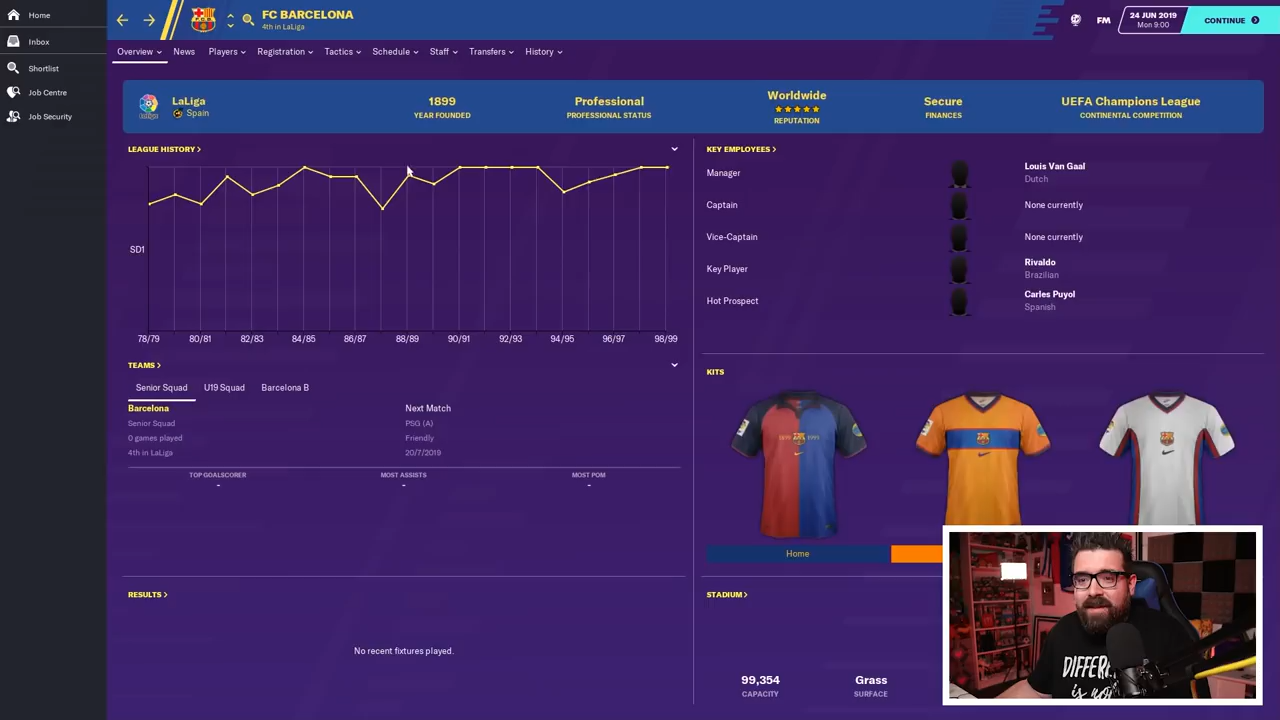 Home
Inbox
Shortlist
Job Centre
Job Security
FC BARCELONA
4th in LaLiga
FM
24 JUN 2019
Mon 9:00
CONTINUE
Overview
News
Players
Registration
Tactics
Schedule
Staff
Transfers
History
LaLiga
Spain
1899
YEAR FOUNDED
Professional
PROFESSIONAL STATUS
Worldwide
REPUTATION
Secure
FINANCES
UEFA Champions League
CONTINENTAL COMPETITION
LEAGUE HISTORY >
SD1
78/79 80/81 82/83 84/85 86/87 88/89 90/91 92/93 94/95 96/97 98/99
TEAMS >
Senior Squad U19 Squad Barcelona B
Barcelona
Senior Squad
0 games played
4th in LaLiga
Next Match
PSG (A)
Friendly
20/7/2019
TOP GOALSCORER MOST ASSISTS MOST POM
- - -
RESULTS >
No recent fixtures played.
KEY EMPLOYEES >
Manager
Louis Van Gaal
Dutch
Captain
None currently
Vice-Captain
None currently
Key Player
Rivaldo
Brazilian
Hot Prospect
Carles Puyol
Spanish
KITS
Home
STADIUM >
99,354
CAPACITY
Grass
SURFACE